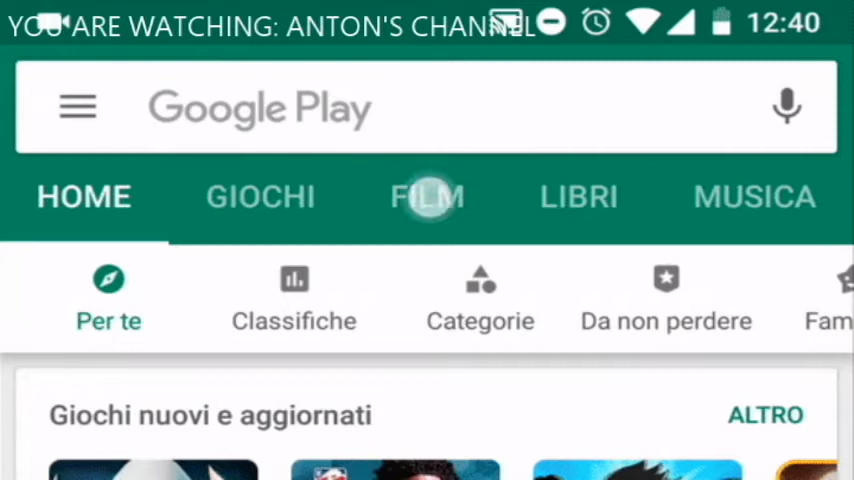 YOU ARE WATCHING: ANTON'S CHANNEL
12:40
Google Play
HOME GIOCHI FILM LIBRI MUSICA
Per te Classifiche Categorie Da non perdere Fam
Giochi nuovi e aggiornati ALTRO